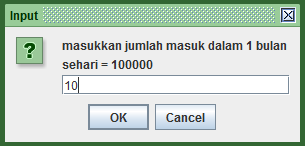 Input
masukkan jumlah masuk dalam 1 bulan
sehari = 100000
10
OK Cancel